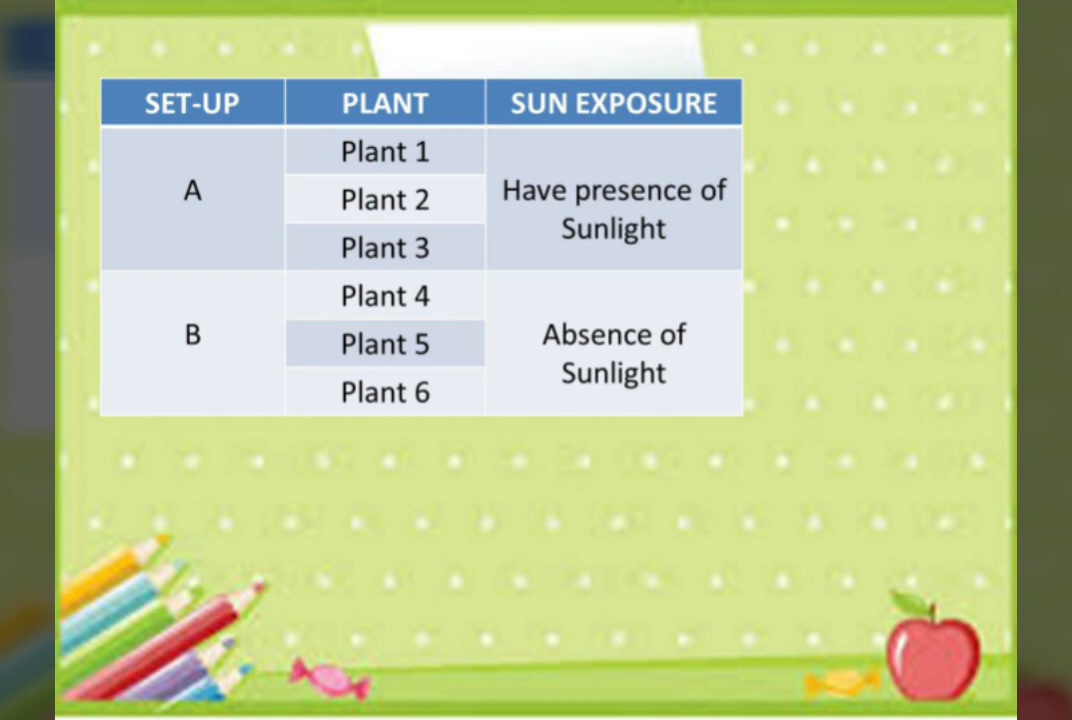 SET-UP PLANT SUN EXPOSURE
Plant 1
A Plant 2 Have presence of
Sunlight
Plant 3
Plant 4
B Plant 5 Absence of
Sunlight
Plant 6